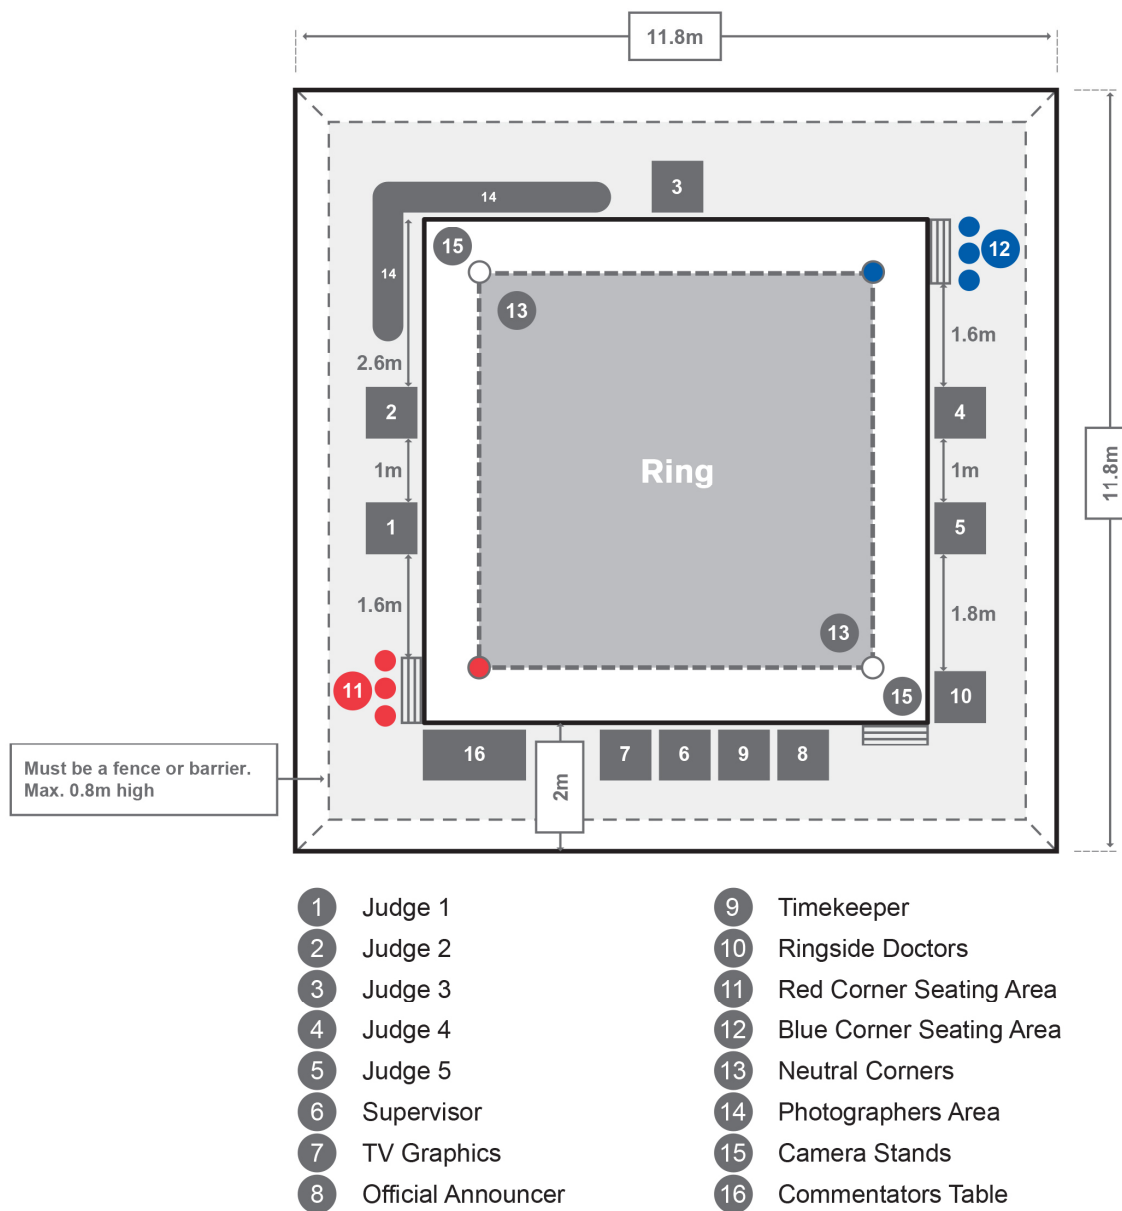 11.8m
3
14
15
12
14
13
1.6m
2.6m
2
4
Ring
1m
1m
11.8m
1
5
1.6m
13
1.8m
11
15
10
16
7
6
9
8
Must be a fence or barrier.
Max. 0.8m high
2m
1 Judge 1
2 Judge 2
3 Judge 3
4 Judge 4
5 Judge 5
6 Supervisor
7 TV Graphics
8 Official Announcer
9 Timekeeper
10 Ringside Doctors
11 Red Corner Seating Area
12 Blue Corner Seating Area
13 Neutral Corners
14 Photographers Area
15 Camera Stands
16 Commentators Table